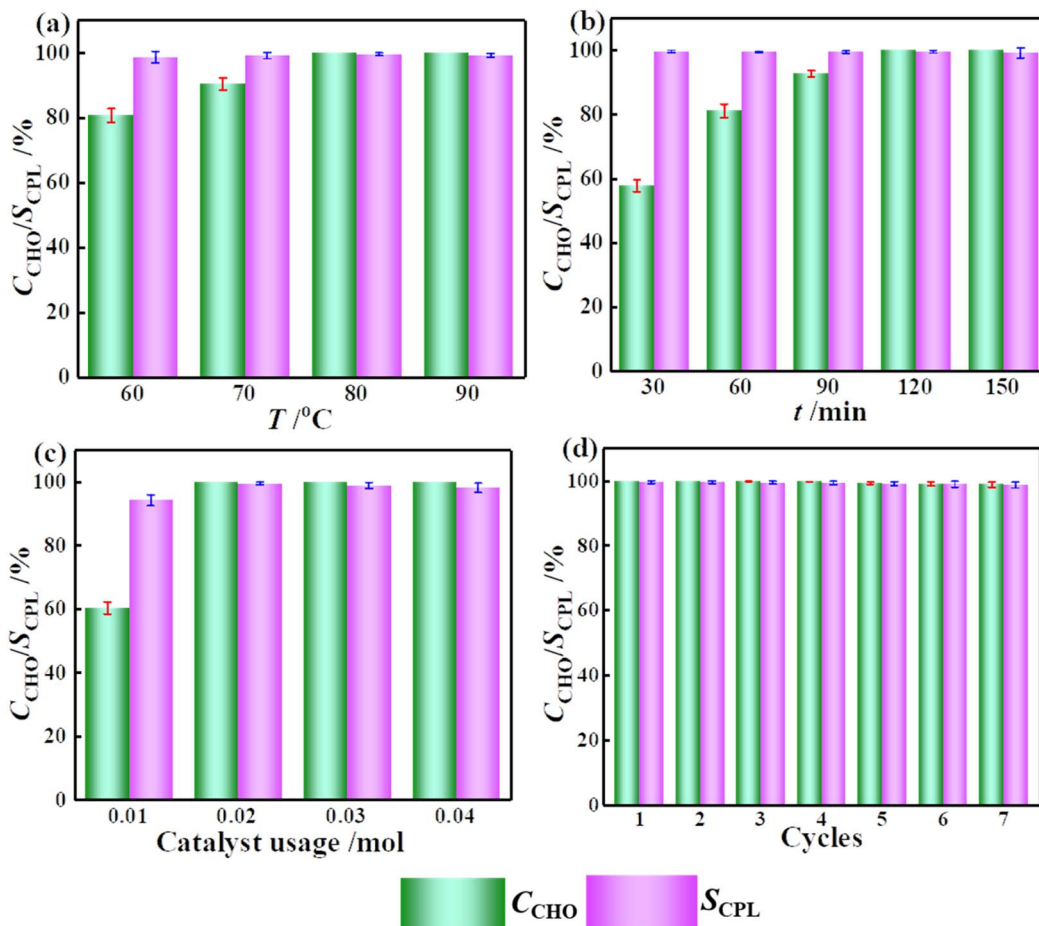 (a)
C_CHO/S_CPL /%
100
80
60
40
20
0
60 70 80 90
T /°C
(b)
C_CHO/S_CPL /%
100
80
60
40
20
0
30 60 90 120 150
t /min
(c)
C_CHO/S_CPL /%
100
80
60
40
20
0
0.01 0.02 0.03 0.04
Catalyst usage /mol
(d)
C_CHO/S_CPL /%
100
80
60
40
20
0
1 2 3 4 5 6 7
Cycles
C_CHO S_CPL